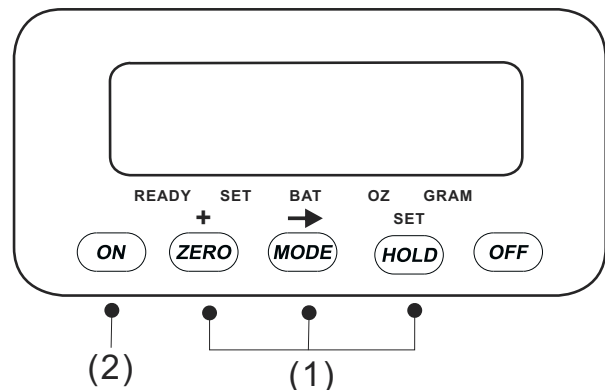 READY SET BAT OZ GRAM
+ → SET
ON ZERO MODE HOLD OFF
(2) (1)